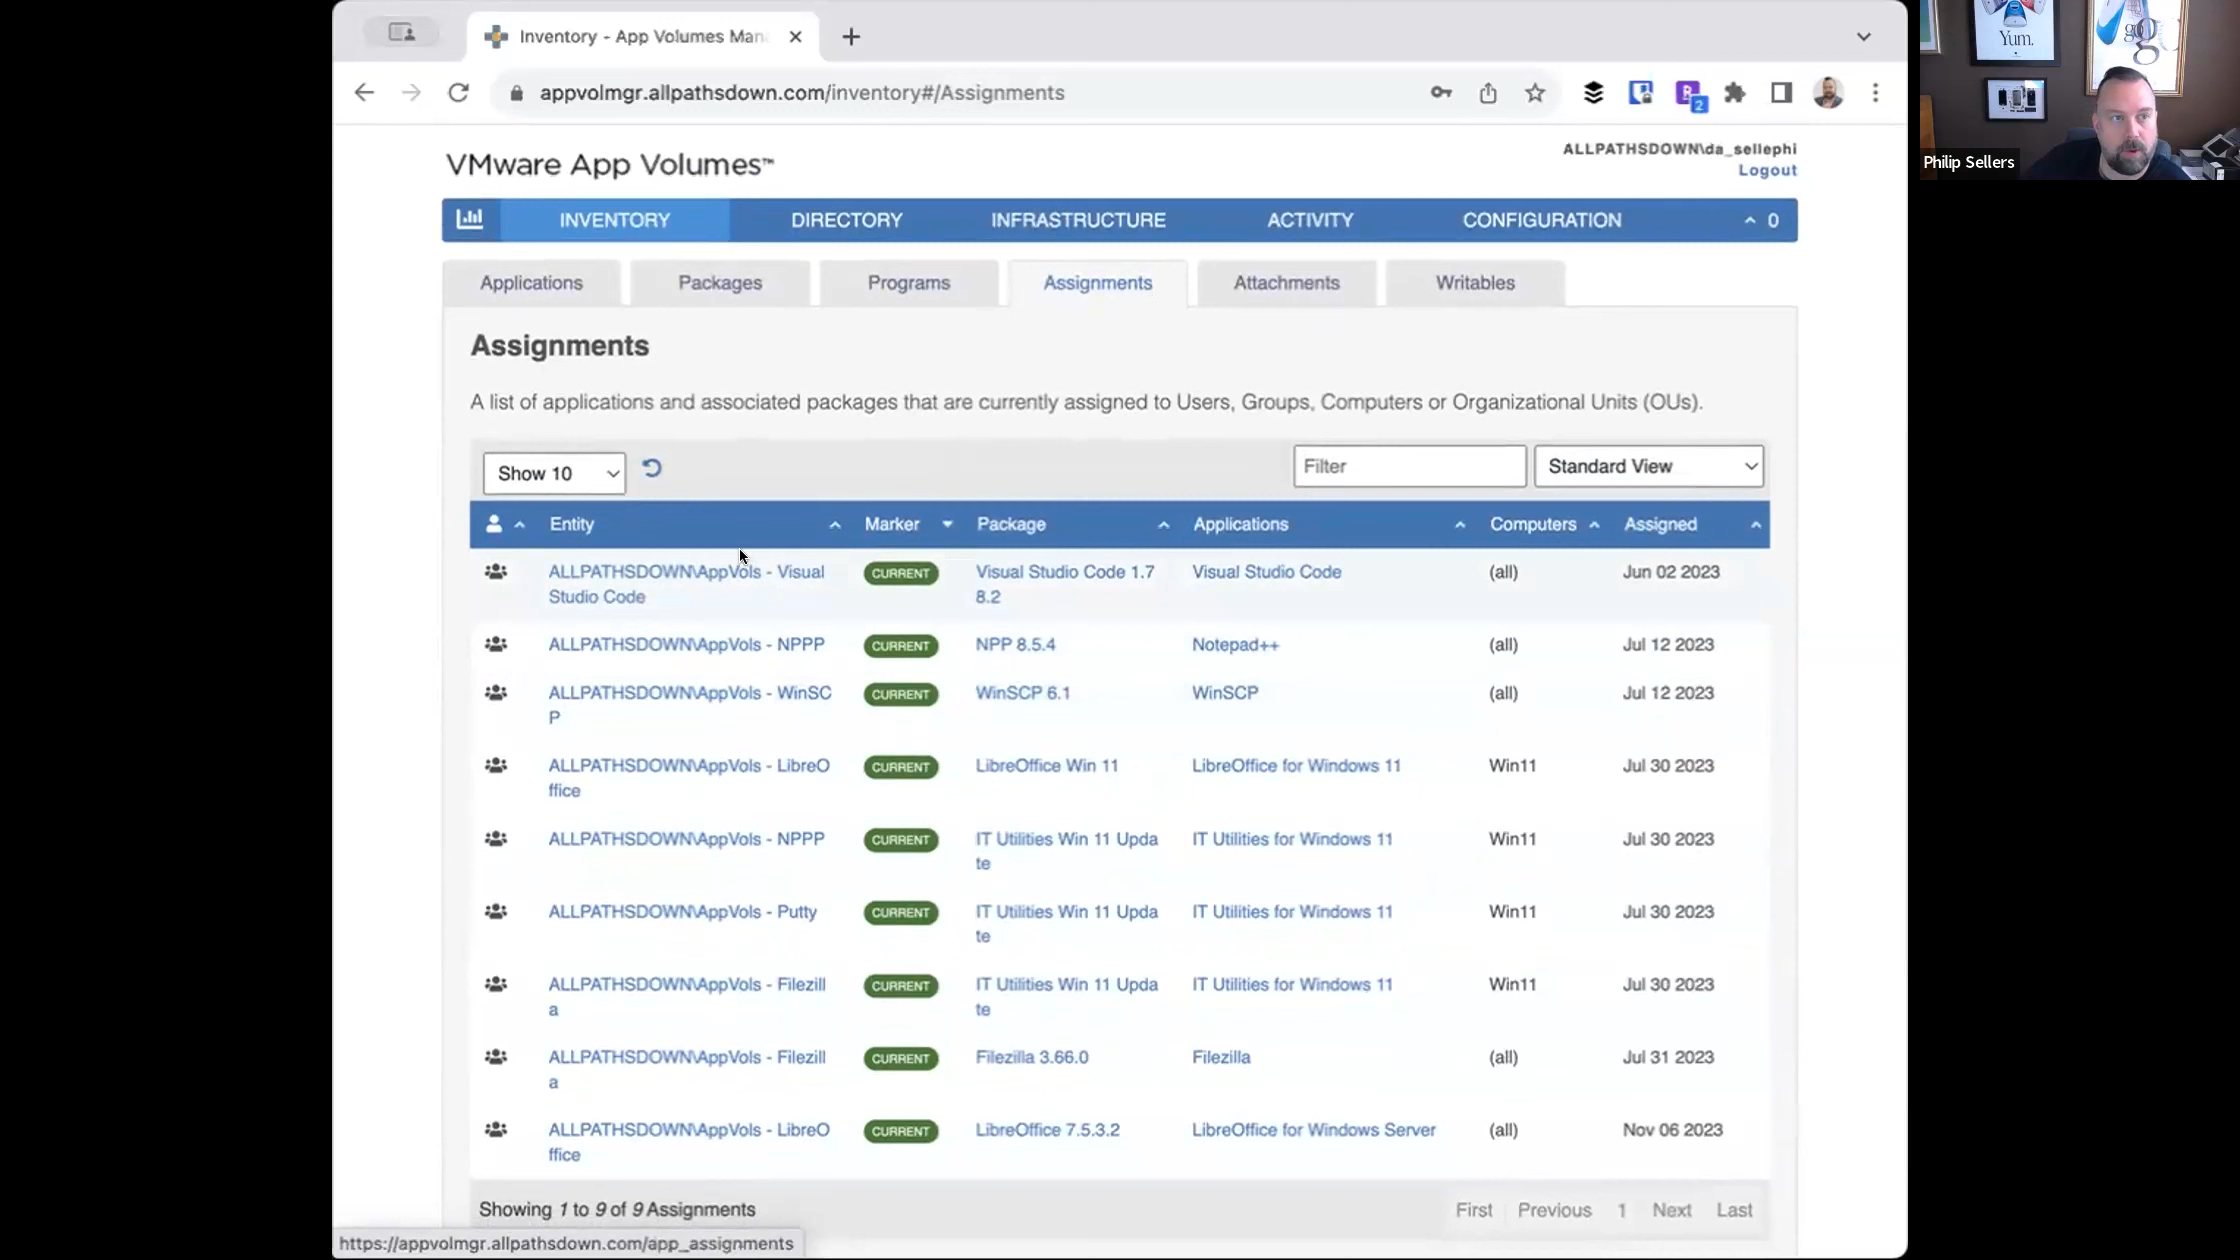 Inventory - App Volumes Man
appvolmgr.allpathsdown.com/inventory#/Assignments
2
Yum.
go
Philip Sellers
VMware App Volumes™
ALLPATHSDOWN\da_sellephi
Logout
INVENTORY DIRECTORY INFRASTRUCTURE ACTIVITY CONFIGURATION 0
Applications Packages Programs Assignments Attachments Writables
Assignments
A list of applications and associated packages that are currently assigned to Users, Groups, Computers or Organizational Units (OUs).
Show 10 Filter Standard View
Entity Marker Package Applications Computers Assigned
ALLPATHSDOWN\AppVols - Visual CURRENT Visual Studio Code 1.7 Visual Studio Code (all) Jun 02 2023
Studio Code 8.2
ALLPATHSDOWN\AppVols - NPPP CURRENT NPP 8.5.4 Notepad++ (all) Jul 12 2023
ALLPATHSDOWN\AppVols - WinSC CURRENT WinSCP 6.1 WinSCP (all) Jul 12 2023
P
ALLPATHSDOWN\AppVols - LibreO CURRENT LibreOffice Win 11 LibreOffice for Windows 11 Win11 Jul 30 2023
ffice
ALLPATHSDOWN\AppVols - NPPP CURRENT IT Utilities Win 11 Upda IT Utilities for Windows 11 Win11 Jul 30 2023
te
ALLPATHSDOWN\AppVols - Putty CURRENT IT Utilities Win 11 Upda IT Utilities for Windows 11 Win11 Jul 30 2023
te
ALLPATHSDOWN\AppVols - Filezill CURRENT IT Utilities Win 11 Upda IT Utilities for Windows 11 Win11 Jul 30 2023
a te
ALLPATHSDOWN\AppVols - Filezill CURRENT Filezilla 3.66.0 Filezilla (all) Jul 31 2023
a
ALLPATHSDOWN\AppVols - LibreO CURRENT LibreOffice 7.5.3.2 LibreOffice for Windows Server (all) Nov 06 2023
ffice
Showing 1 to 9 of 9 Assignments First Previous 1 Next Last
https://appvolmgr.allpathsdown.com/app_assignments